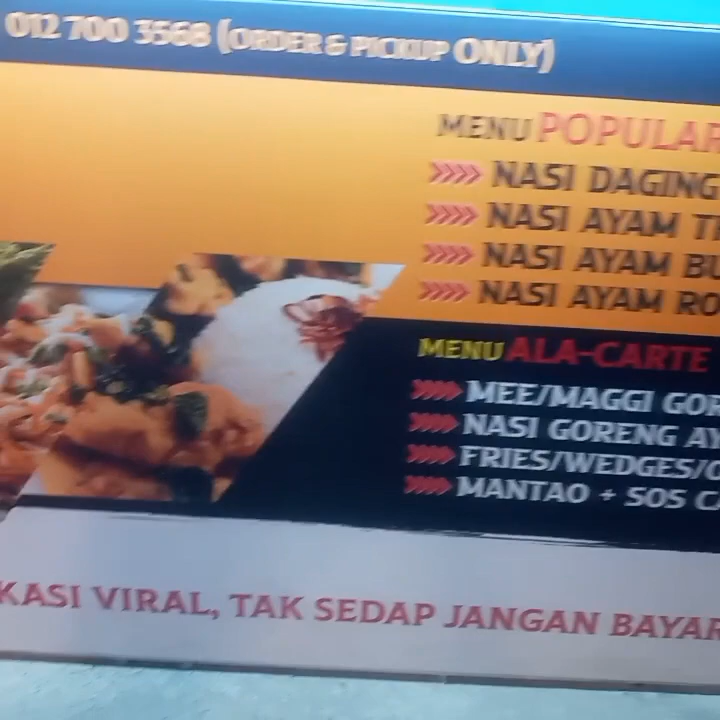 012 700 3568 (ORDER & PICKUP ONLY)
MENU POPULAR
NASI DAGING
NASI AYAM
NASI AYAM
NASI AYAM
MENU ALA-CARTE
MEE/MAGGI
NASI GORENG
FRIES/WEDGES/
MANTAO + SOS
VIRAL, TAK SEDAP JANGAN BAYAR